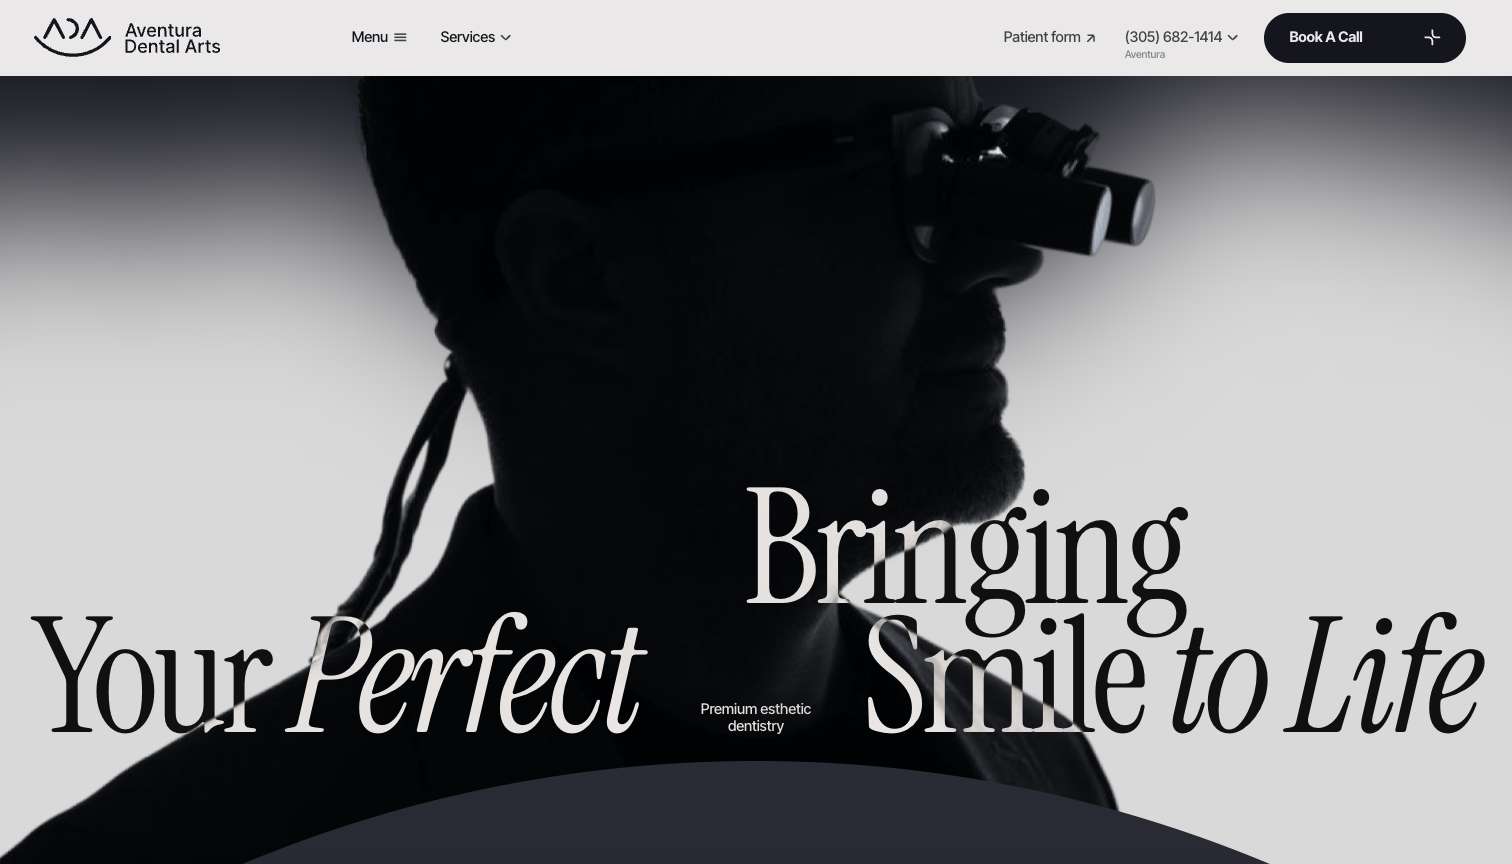 ADA
Aventura
Dental Arts
Menu
Services
Patient form
(305) 682-1414
Aventura
Book A Call
Bringing
Your Perfect
Smile to Life
Premium esthetic
dentistry